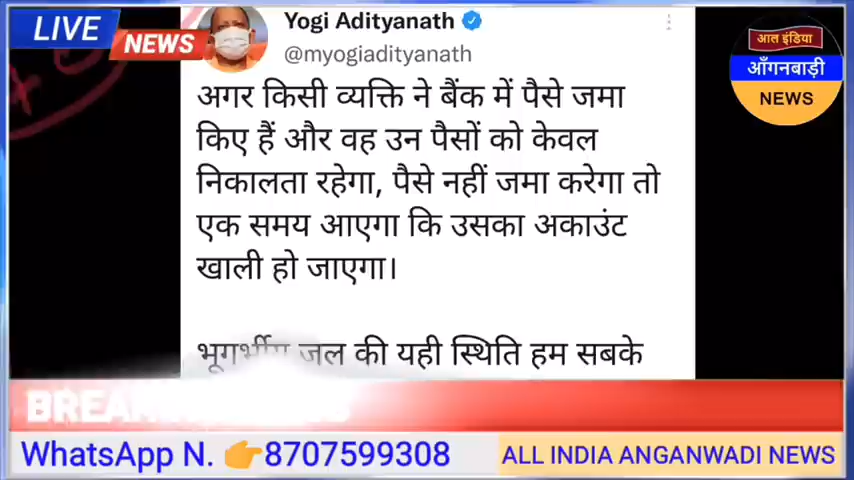 LIVE
NEWS
Yogi Adityanath
@myogiadityanath
अगर किसी व्यक्ति ने बैंक में पैसे जमा
किए हैं और वह उन पैसों को केवल
निकालता रहेगा, पैसे नहीं जमा करेगा तो
एक समय आएगा कि उसका अकाउंट
खाली हो जाएगा।
जल की यही स्थिति हम सबके
आल इंडिया
आँगनबाड़ी
NEWS
WhatsApp N. 👉8707599308
ALL INDIA ANGANWADI NEWS